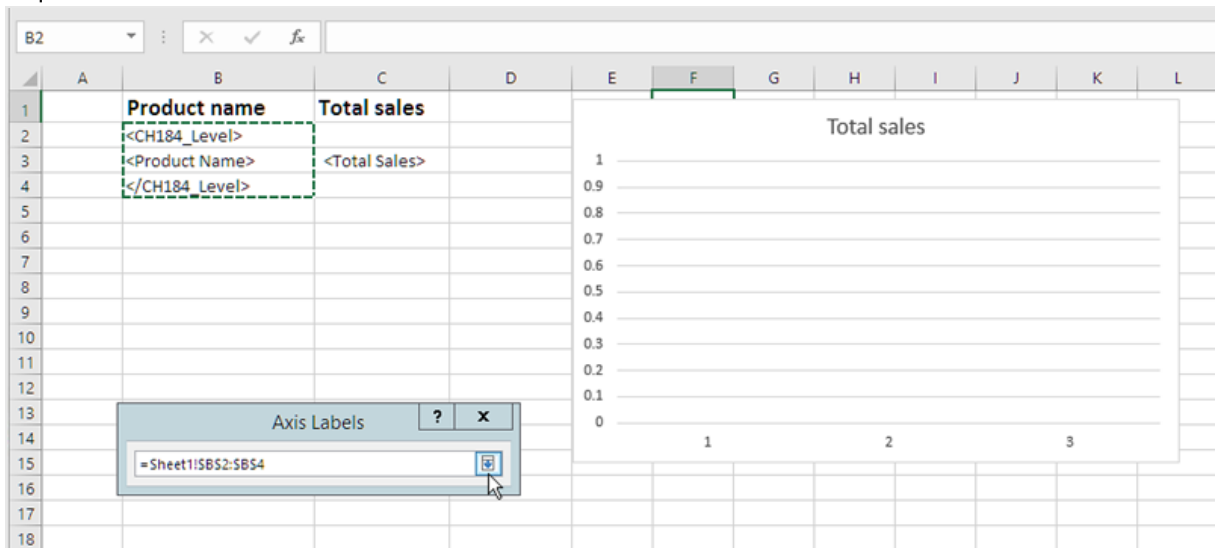 B2 fx
A B C D E F G H I J K L
1 Product name Total sales
2 <CH184_Level>
3 <Product Name> <Total Sales>
4 </CH184_Level>
5
6
7
8
9
10
11
12
13
14
15
16
17
18
Total sales
1
0.9
0.8
0.7
0.6
0.5
0.4
0.3
0.2
0.1
0
1 2 3
Axis Labels ? x
=Sheet1!$B$2:$B$4